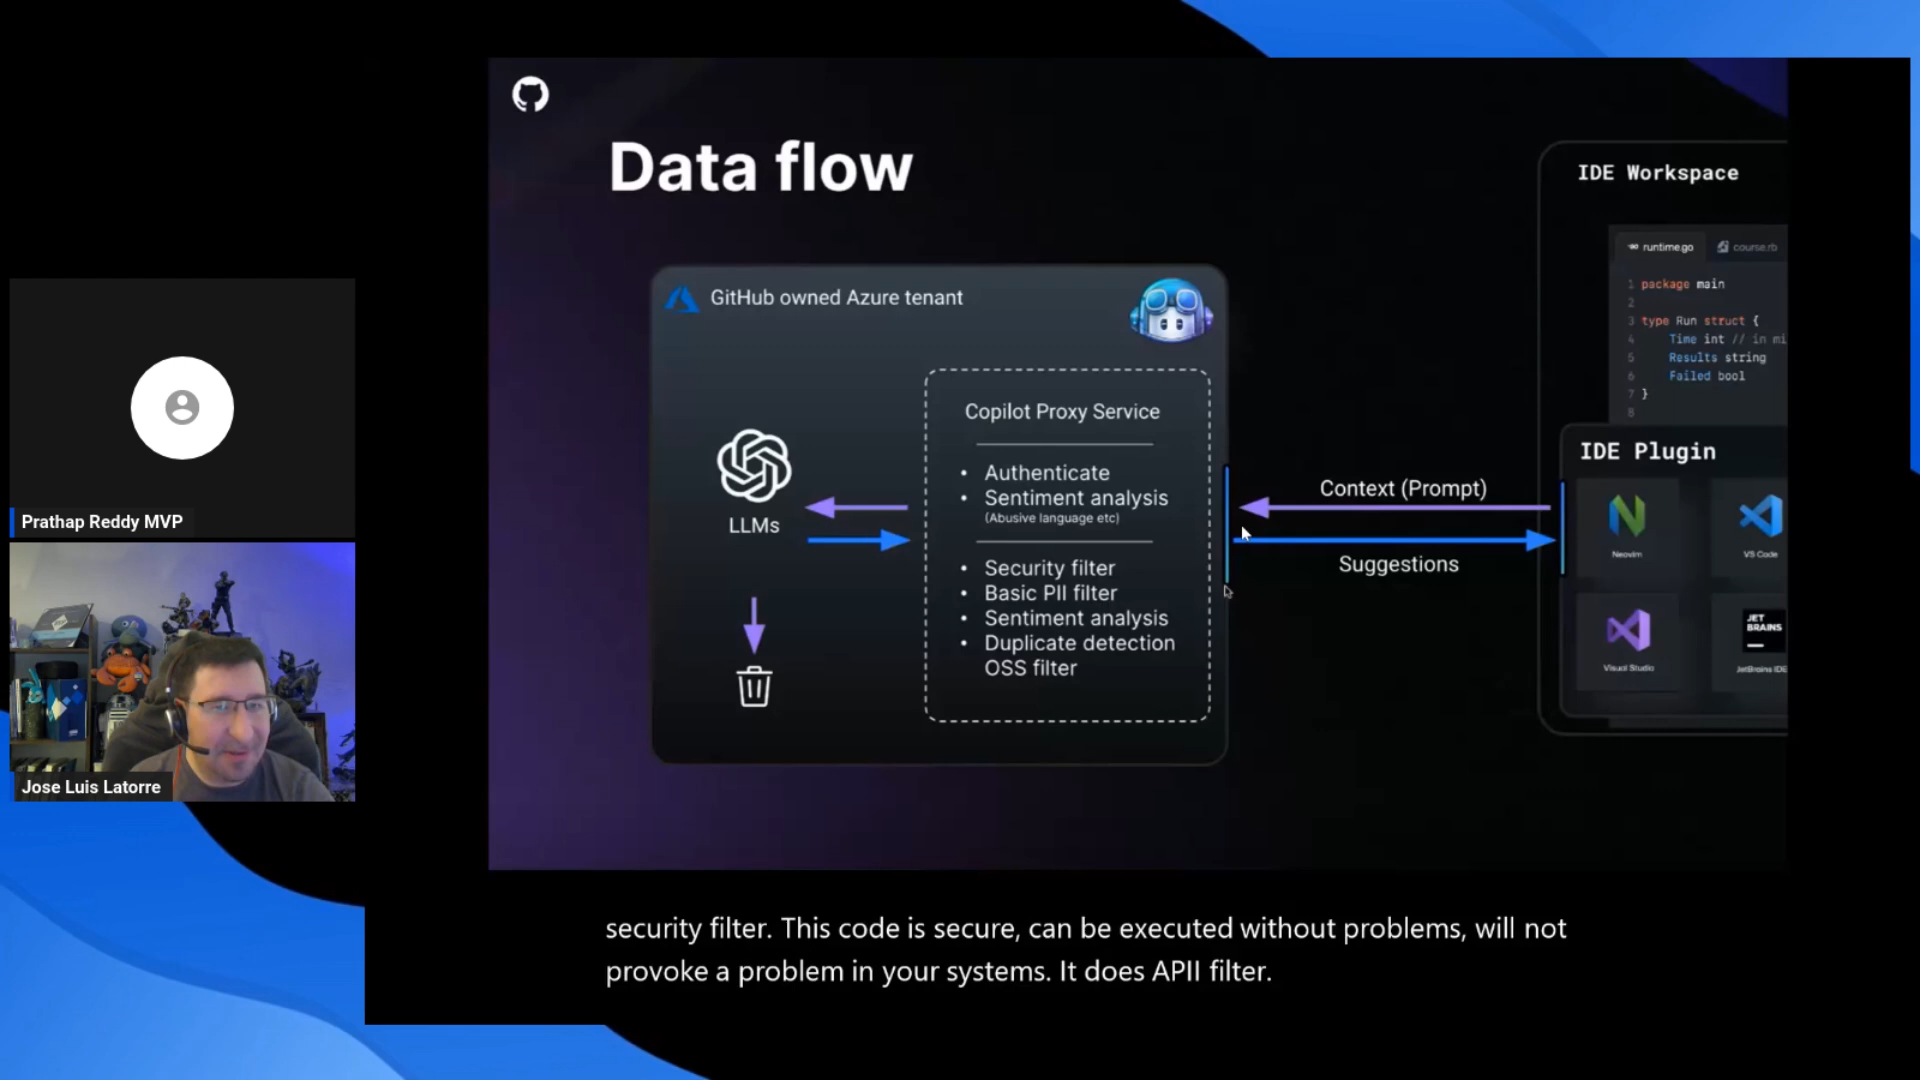 Data flow
GitHub owned Azure tenant
LLMs
Copilot Proxy Service
• Authenticate
• Sentiment analysis
(Abusive language etc)
• Security filter
• Basic PII filter
• Sentiment analysis
• Duplicate detection
OSS filter
Context (Prompt)
Suggestions
IDE Workspace
runtime.go
course.rb
1 package main
2
3 type Run struct {
4 Time int // in mi
5 Results string
6 Failed bool
7 }
8
IDE Plugin
Neovim
VS Code
Visual Studio
JET
BRAINS
JetBrains IDE
Prathap Reddy MVP
Jose Luis Latorre
security filter. This code is secure, can be executed without problems, will not
provoke a problem in your systems. It does APII filter.